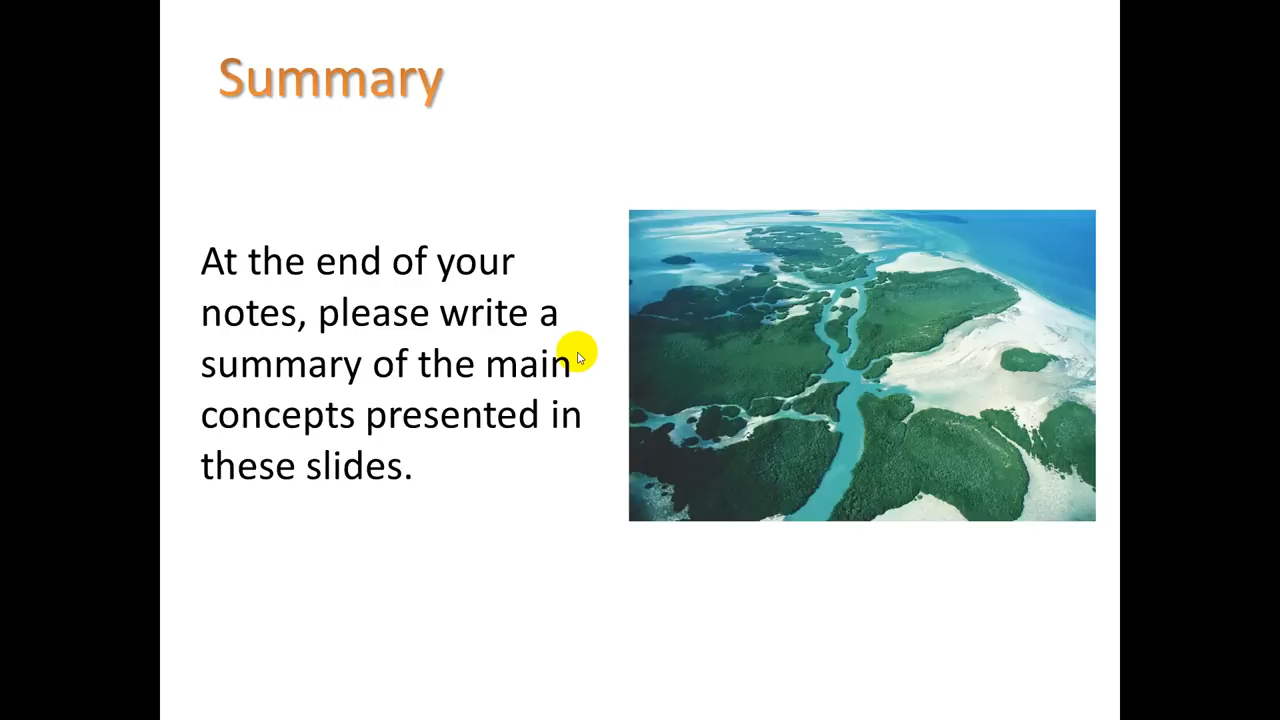 Summary
At the end of your
notes, please write a
summary of the main
concepts presented in
these slides.